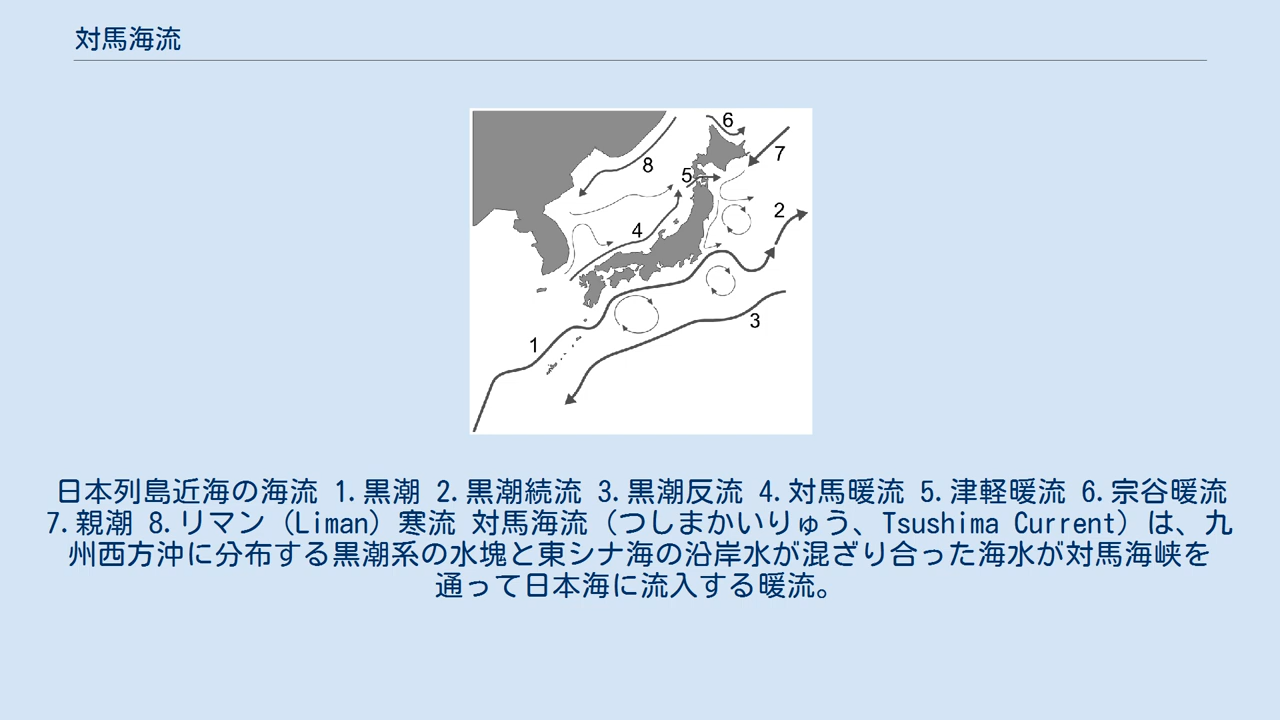 対馬海流
6
7
8
5
2
4
3
1
日本列島近海の海流 1.黒潮 2.黒潮続流 3.黒潮反流 4.対馬暖流 5.津軽暖流 6.宗谷暖流
7.親潮 8.リマン（Liman）寒流 対馬海流（つしまかいりゅう、Tsushima Current）は、九
州西方沖に分布する黒潮系の水塊と東シナ海の沿岸水が混ざり合った海水が対馬海峡を
通って日本海に流入する暖流。